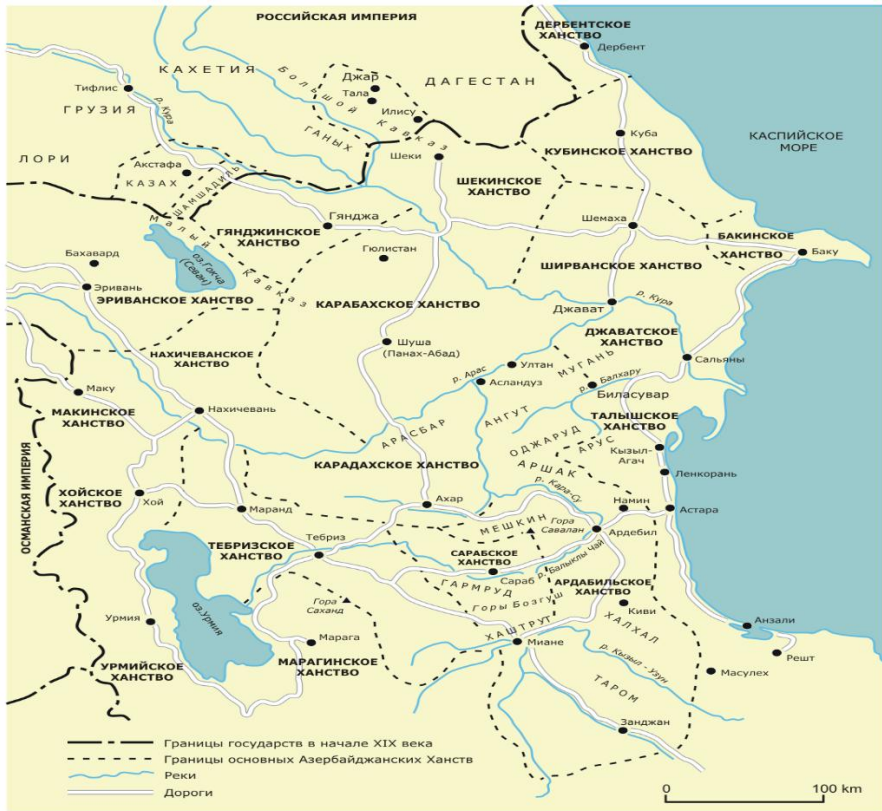 РОССИЙСКАЯ ИМПЕРИЯ
ДЕРБЕНТСКОЕ
ХАНСТВО
Дербент
КАХЕТИЯ
Большой Кавказ
Джар
Тала
ДАГЕСТАН
Илису
Тифлис
р. Кура
ГРУЗИЯ
ГАНЫХ
Куба
КУБИНСКОЕ ХАНСТВО
КАСПИЙСКОЕ
МОРЕ
ЛОРИ
Акстафа
КАЗАХ
ШАМШАДИЛЬ
Шеки
ШЕКИНСКОЕ
ХАНСТВО
Малый Кавказ
Гянджа
ГЯНДЖИНСКОЕ
ХАНСТВО
Шемаха
БАКИНСКОЕ
ХАНСТВО
Баку
Бахавард
оз.Гокча
(Севан)
Гюлистан
ШИРВАНСКОЕ ХАНСТВО
Эривань
ЭРИВАНСКОЕ ХАНСТВО
КАРАБАХСКОЕ ХАНСТВО
Джават
р. Кура
ДЖАВАТСКОЕ
ХАНСТВО
Шуша
(Панах-Абад)
НАХИЧЕВАНСКОЕ
ХАНСТВО
Ултан
МУГАНЬ
Сальяны
р. Арас
Асландуз
р. Балхару
Биласувар
Маку
МАКИНСКОЕ
ХАНСТВО
Нахичевань
АРАСБАР
АНГУТ
ТАЛЫШСКОЕ
ХАНСТВО
ОДЖАРУД
АРУС
Кызыл-
Агач
ОСМАНСКАЯ ИМПЕРИЯ
КАРАДАХСКОЕ ХАНСТВО
АРШАК
Ленкорань
ХОЙСКОЕ
ХАНСТВО
Хой
Маранд
Ахар
р. Кара-Су
Намин
Астара
МЕШКИН
Гора
Савалан
Ардебил
ТЕБРИЗСКОЕ
ХАНСТВО
Тебриз
САРАБСКОЕ
ХАНСТВО
Сараб
р. Балыклы Чай
АРДАБИЛЬСКОЕ
ХАНСТВО
ГАРМРУД
Горы Бозгуш
оз.Урмия
Гора
Саханд
Киви
Урмия
Марага
ХАШТРУТ
Миане
ХАЛХАЛ
Анзали
Решт
УРМИЙСКОЕ
ХАНСТВО
МАРАГИНСКОЕ
ХАНСТВО
р. Кызыл - Узун
Масулех
ТАРОМ
Занджан
Границы государств в начале XIX века
Границы основных Азербайджанских Ханств
Реки
Дороги
0 100 km